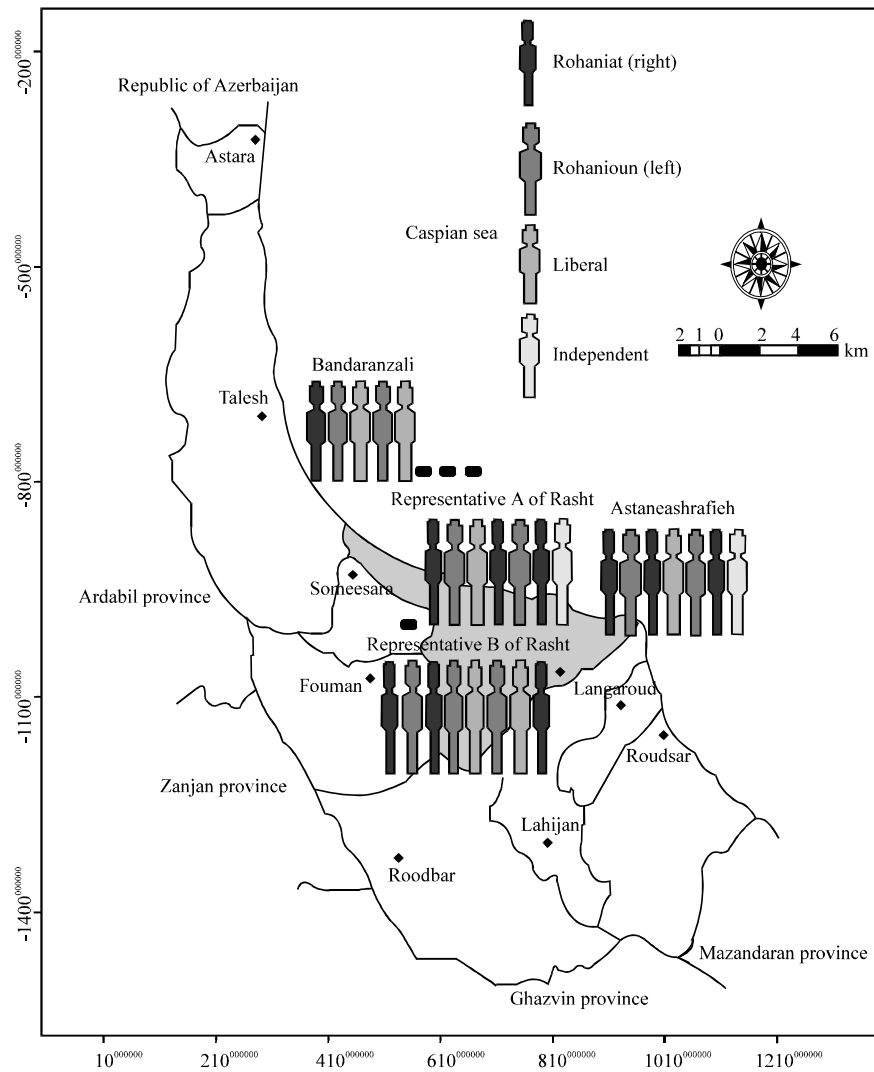 Republic of Azerbaijan
Astara
Rohaniat (right)
Rohanioun (left)
Caspian sea
Liberal
Independent
2 1 0 2 4 6
km
Bandaranzali
Talesh
Representative A of Rasht
Astaneashrafieh
Someesara
Ardabil province
Representative B of Rasht
Fouman
Langaroud
Roudsar
Zanjan province
Lahijan
Roodbar
Mazandaran province
Ghazvin province
-200⁰⁰⁰⁰⁰⁰
-500⁰⁰⁰⁰⁰⁰
-800⁰⁰⁰⁰⁰⁰
-1100⁰⁰⁰⁰⁰⁰
-1400⁰⁰⁰⁰⁰⁰
10⁰⁰⁰⁰⁰⁰ 210⁰⁰⁰⁰⁰⁰ 410⁰⁰⁰⁰⁰⁰ 610⁰⁰⁰⁰⁰⁰ 810⁰⁰⁰⁰⁰⁰ 1010⁰⁰⁰⁰⁰⁰ 1210⁰⁰⁰⁰⁰⁰